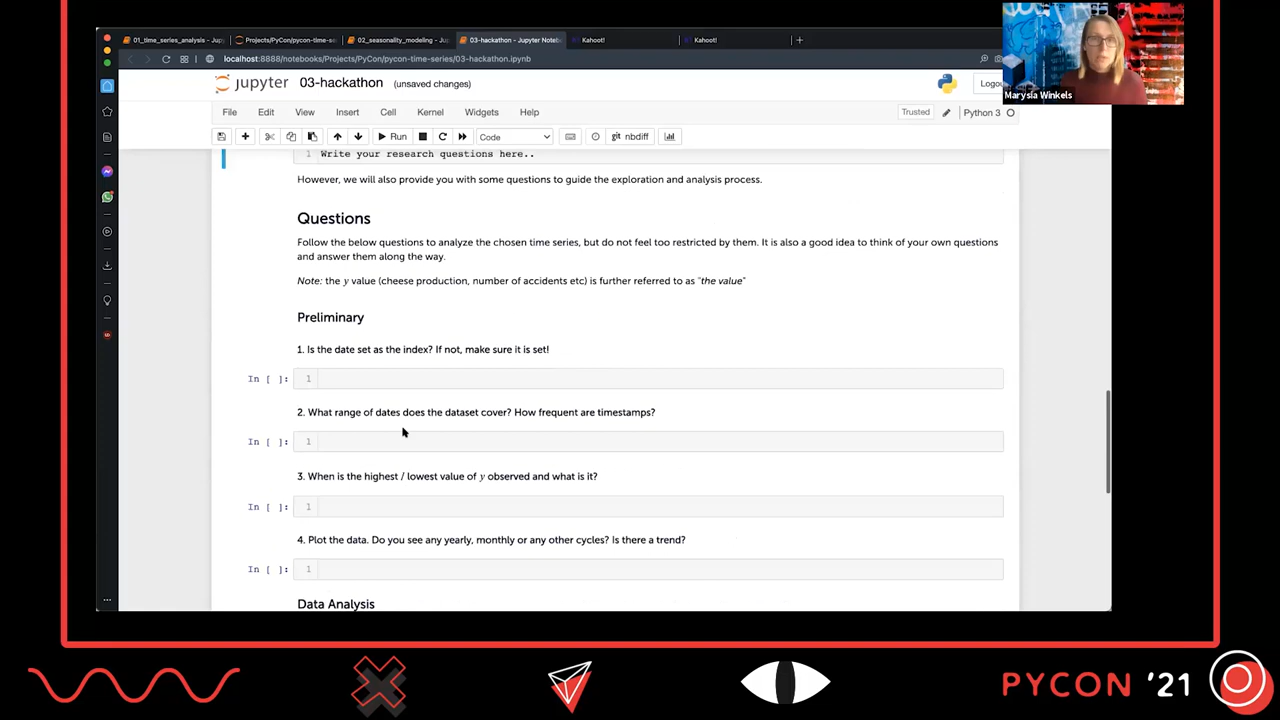 01_time_series_analysis - Jup
Projects/PyCon/pycon-time-
02_seasonality_modeling -
03-hackathon - Jupyter Noteb
Kahoot!
Kahoot!
localhost:8888/notebooks/Projects/PyCon/pycon-time-series/03-hackathon.ipynb
Marysia Winkels
jupyter 03-hackathon (unsaved changes)
Logo
File Edit View Insert Cell Kernel Widgets Help
Trusted
Python 3
Run
Code
nbdiff
1 Write your research questions here..
However, we will also provide you with some questions to guide the exploration and analysis process.
Questions
Follow the below questions to analyze the chosen time series, but do not feel too restricted by them. It is also a good idea to think of your own questions
and answer them along the way.
Note: the y value (cheese production, number of accidents etc) is further referred to as "the value"
Preliminary
1. Is the date set as the index? If not, make sure it is set!
In [ ]: 1
2. What range of dates does the dataset cover? How frequent are timestamps?
In [ ]: 1
3. When is the highest / lowest value of y observed and what is it?
In [ ]: 1
4. Plot the data. Do you see any yearly, monthly or any other cycles? Is there a trend?
In [ ]: 1
Data Analysis
PYCON '21